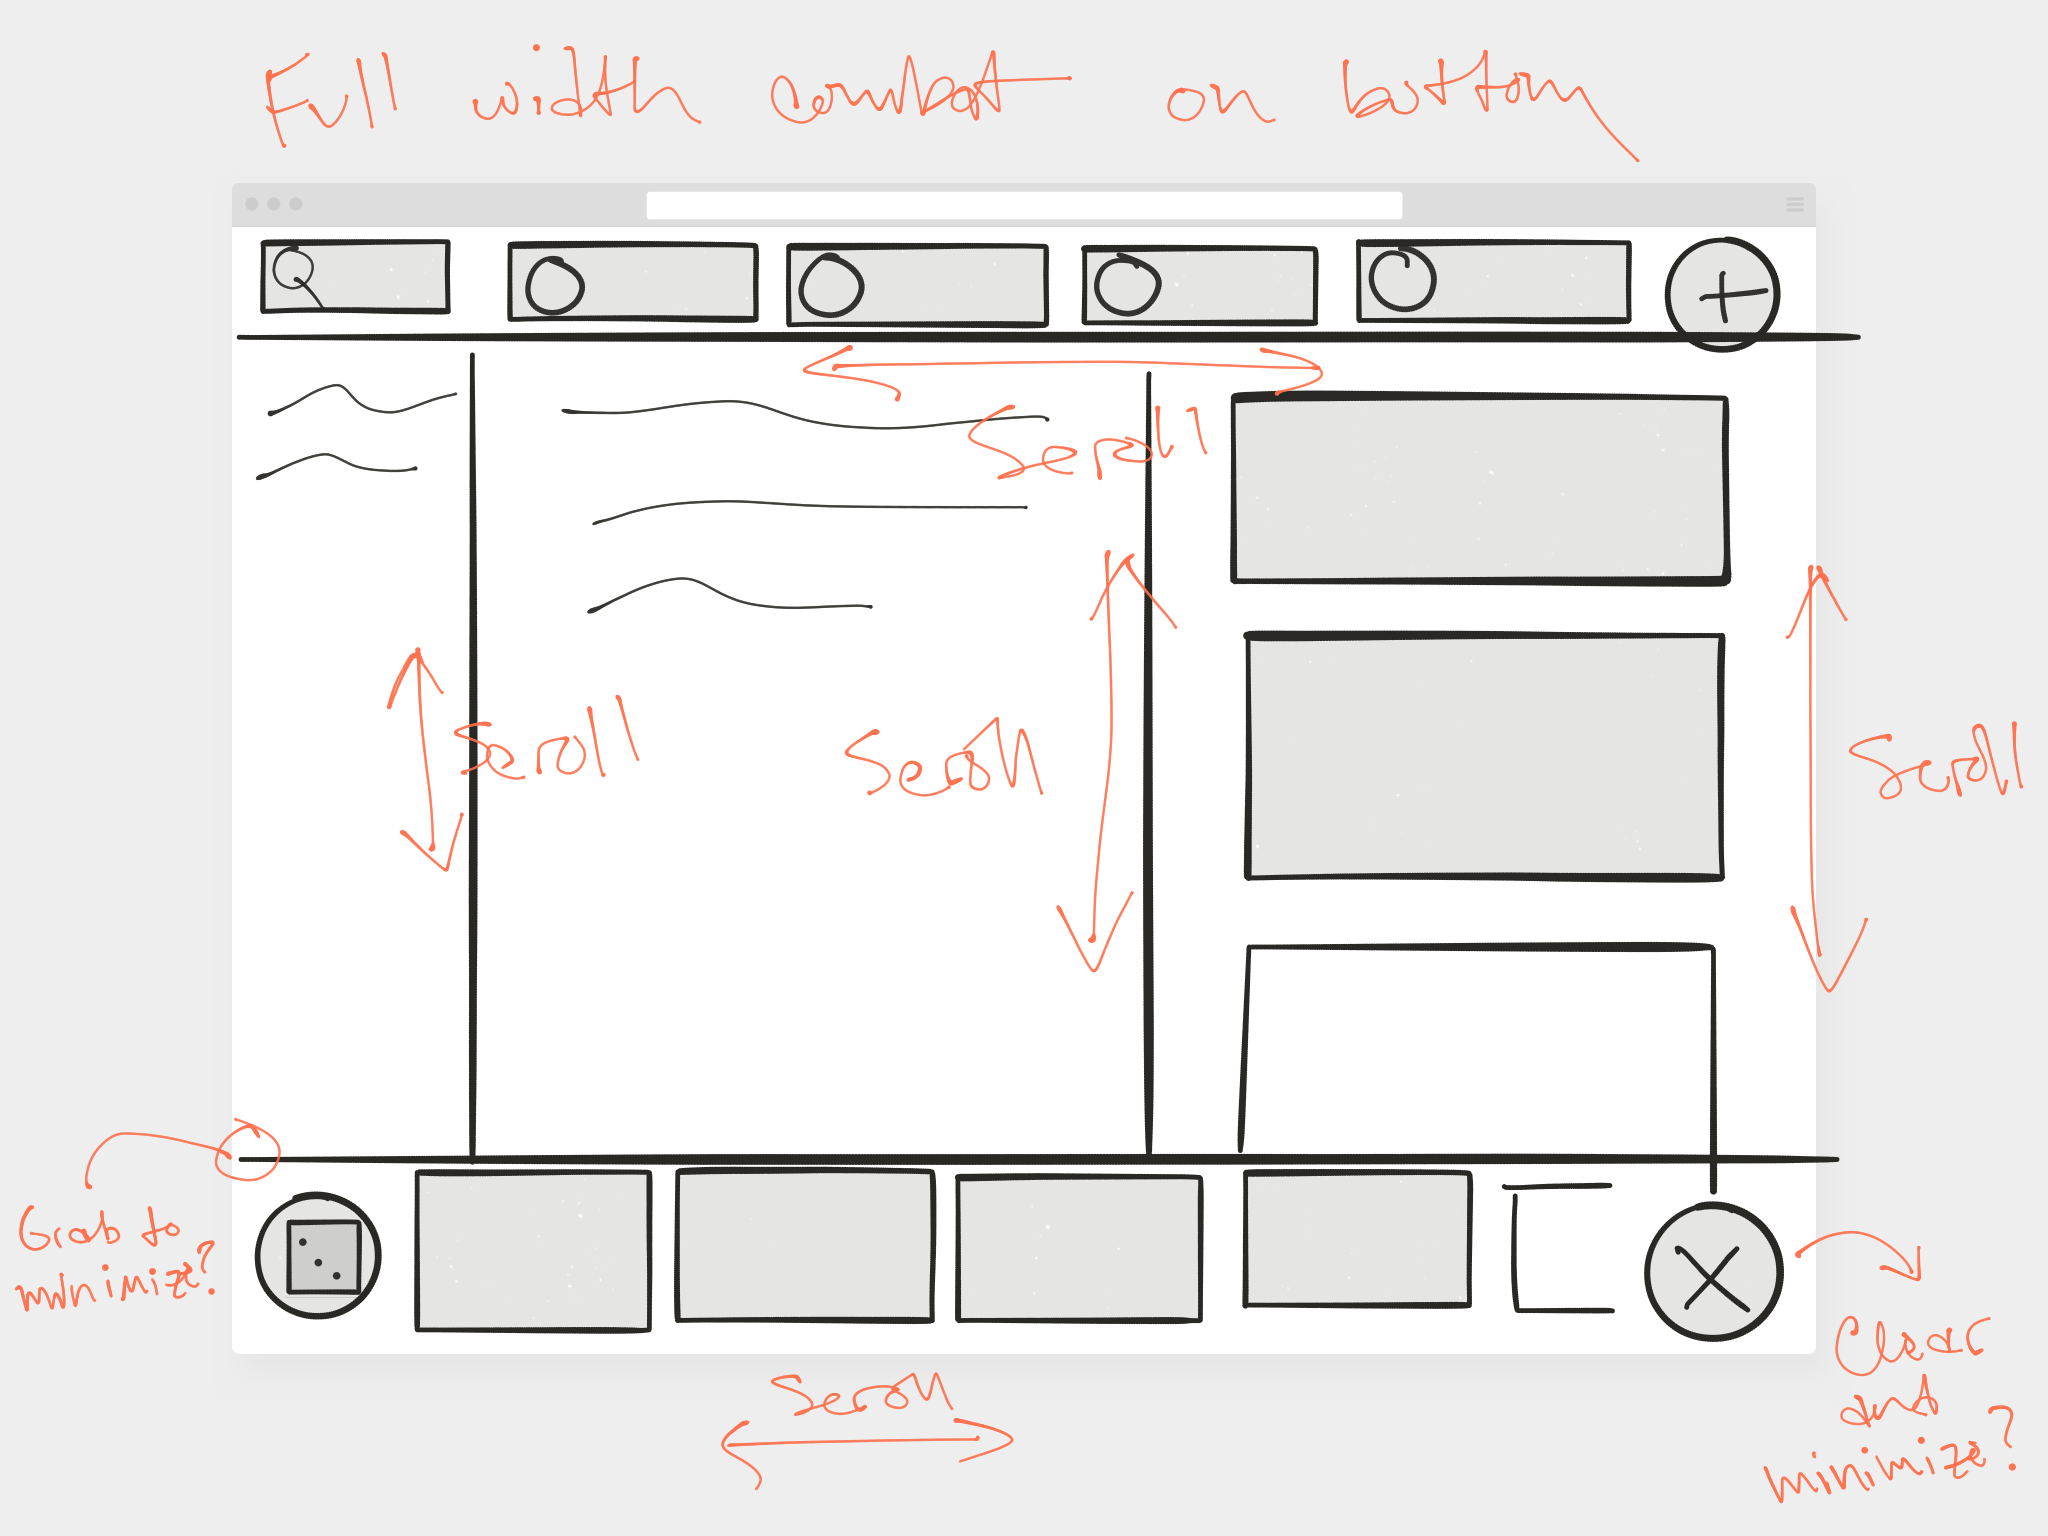 Full width combat on bottom
Scroll
Scroll
Scroll
Scroll
Grab to
minimize?
Scroll
Clear
and
minimize?